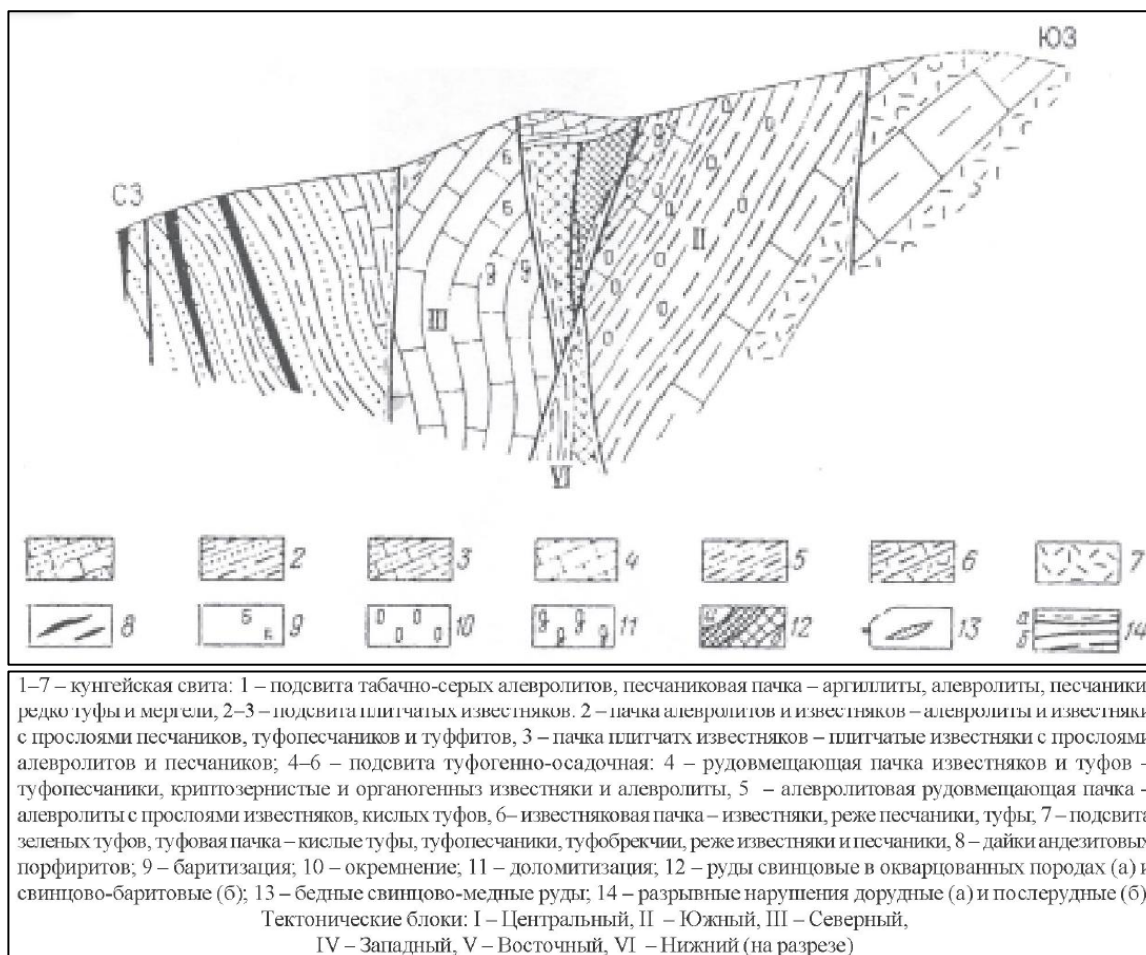 ЮЗ
СЗ
Б
Б
II
III
VI
2
3
4
5
6
7
8
Б
Б
9
10
11
а
б
12
13
а
б
14
1–7 – кунгейская свита: 1 – подсвита табачно-серых алевролитов, песчаниковая пачка – аргиллиты, алевролиты, песчаники
редко туфы и мергели, 2–3 – подсвита плитчатых известняков. 2 – пачка алевролитов и известняков – алевролиты и известняки
с прослоями песчаников, туфопесчаников и туффитов, 3 – пачка плитчатх известняков – плитчатые известняки с прослоями
алевролитов и песчаников; 4–6 – подсвита туфогенно-осадочная: 4 – рудовмещающая пачка известняков и туфов -
туфопесчаники, криптозернистые и органогенныз известняки и алевролиты, 5 – алевролитовая рудовмещающая пачка -
алевролиты с прослоями известняков, кислых туфов, 6– известняковая пачка – известняки, реже песчаники, туфы; 7 – подсвита
зеленых туфов, туфовая пачка – кислые туфы, туфопесчаники, туфобрекчии, реже известняки и песчаники, 8 – дайки андезитовых
порфиритов; 9 – баритизация; 10 – окремнение; 11 – доломитизация; 12 – руды свинцовые в окварцованных породах (а) и
свинцово-баритовые (б); 13 – бедные свинцово-медные руды; 14 – разрывные нарушения дорудные (а) и послерудные (б)
Тектонические блоки: I – Центральный, II – Южный, III – Северный,
IV – Западный, V – Восточный, VI – Нижний (на разрезе)